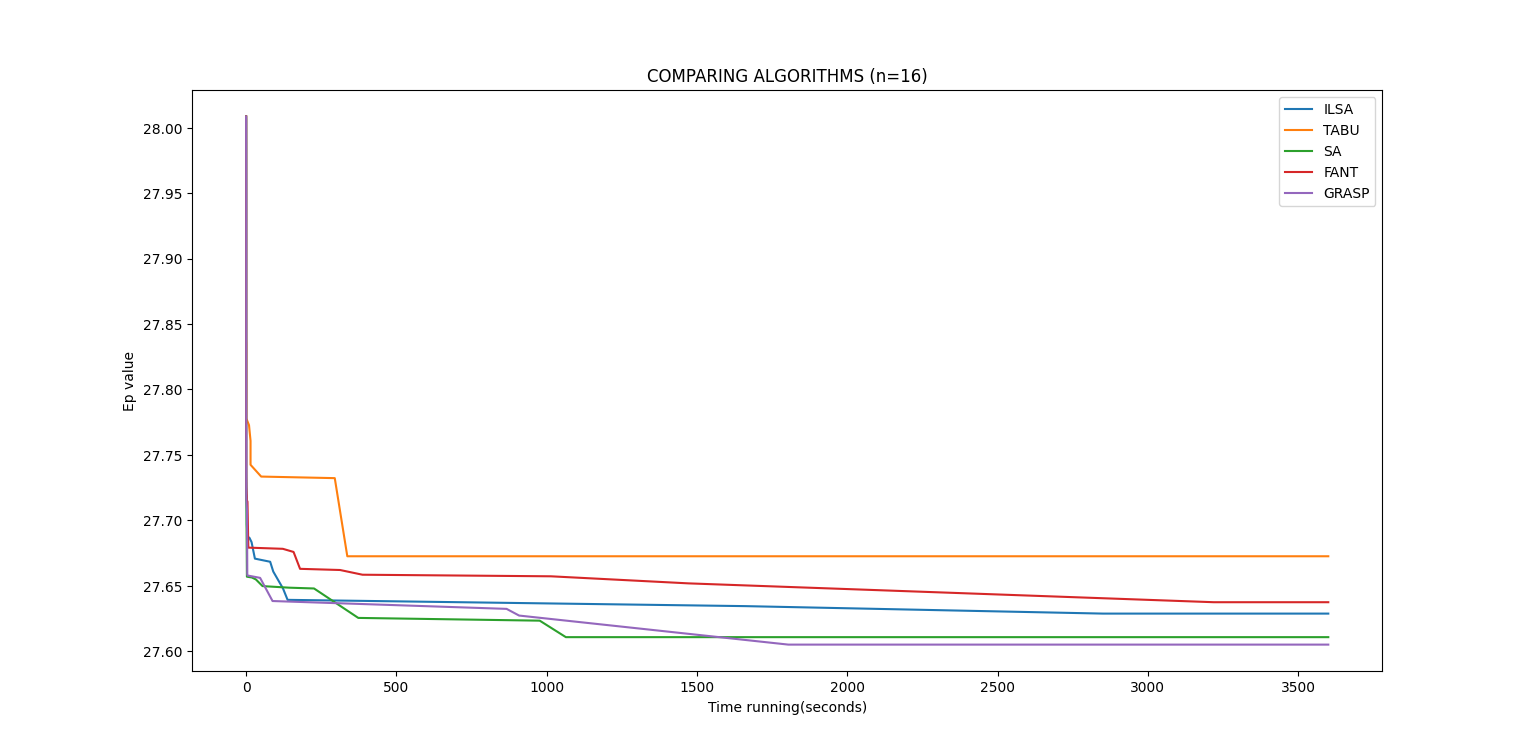 COMPARING ALGORITHMS (n=16)
ILSA
TABU
SA
FANT
GRASP
28.00
27.95
27.90
27.85
27.80
27.75
27.70
27.65
27.60
Ep value
0 500 1000 1500 2000 2500 3000 3500
Time running(seconds)